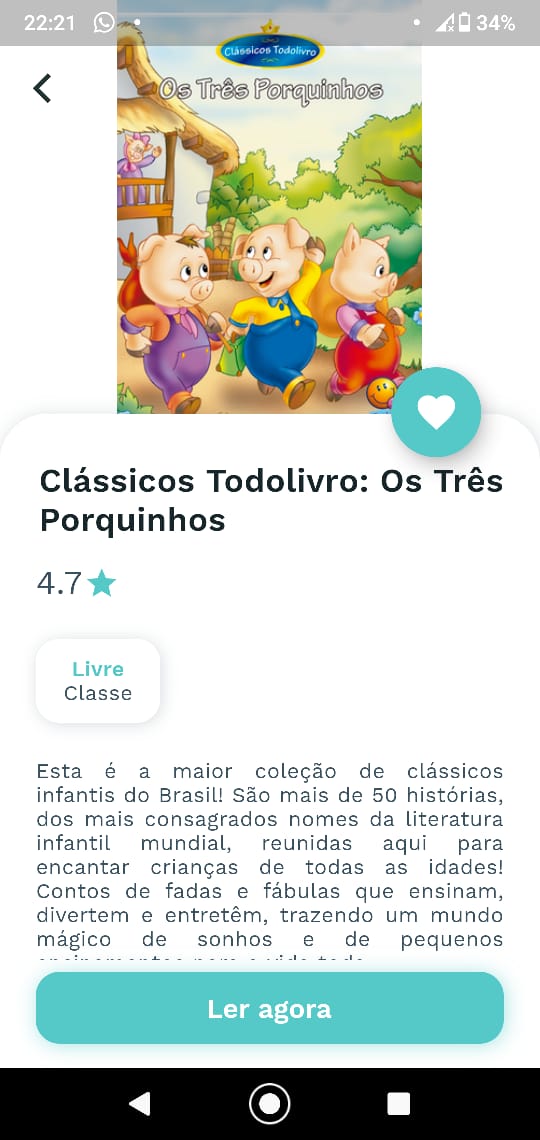 22:21
34%
Clássicos Todolivro
Os Três Porquinhos
Clássicos Todolivro: Os Três
Porquinhos
4.7
Livre
Classe
Esta é a maior coleção de clássicos
infantis do Brasil! São mais de 50 histórias,
dos mais consagrados nomes da literatura
infantil mundial, reunidas aqui para
encantar crianças de todas as idades!
Contos de fadas e fábulas que ensinam,
divertem e entretêm, trazendo um mundo
mágico de sonhos e de pequenos
Ler agora